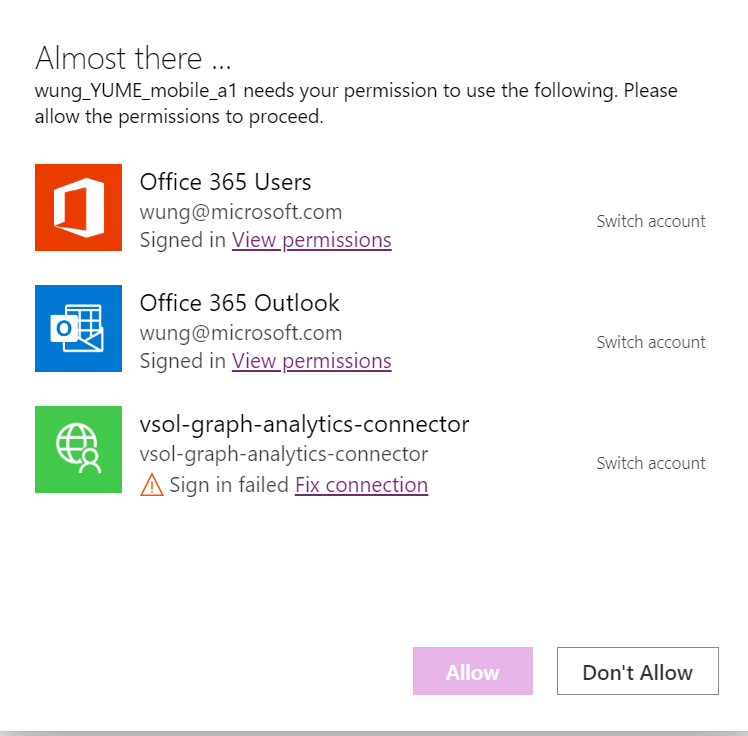 Almost there ...
wung_YUME_mobile_a1 needs your permission to use the following. Please
allow the permissions to proceed.
Office 365 Users
wung@microsoft.com
Signed in View permissions
Switch account
O
Office 365 Outlook
wung@microsoft.com
Signed in View permissions
Switch account
vsol-graph-analytics-connector
vsol-graph-analytics-connector
Sign in failed Fix connection
Switch account
Allow
Don't Allow